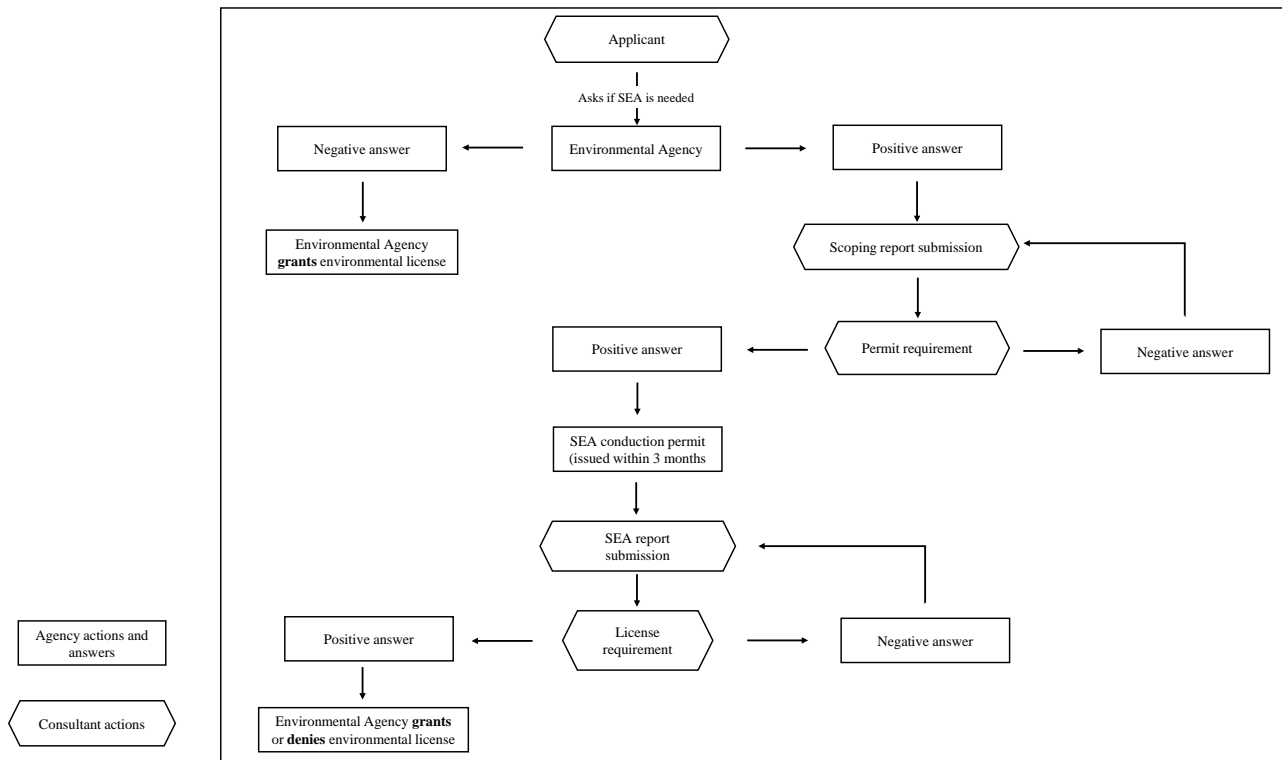 Applicant
Asks if SEA is needed
Negative answer
Environmental Agency
Positive answer
Environmental Agency
grants environmental license
Scoping report submission
Positive answer
Permit requirement
Negative answer
SEA conduction permit
(issued within 3 months
SEA report
submission
Agency actions and
answers
Positive answer
License
requirement
Negative answer
Consultant actions
Environmental Agency grants
or denies environmental license